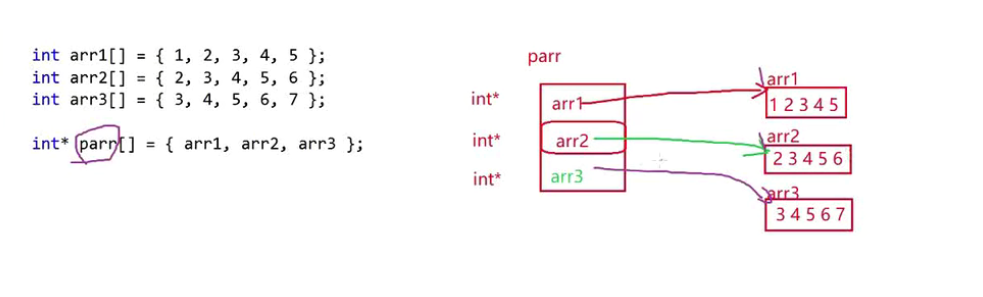 int arr1[] = { 1, 2, 3, 4, 5 };
int arr2[] = { 2, 3, 4, 5, 6 };
int arr3[] = { 3, 4, 5, 6, 7 };
int* parr[] = { arr1, arr2, arr3 };
parr
int* arr1
int* arr2
int* arr3
arr1
1 2 3 4 5
arr2
2 3 4 5 6
arr3
3 4 5 6 7